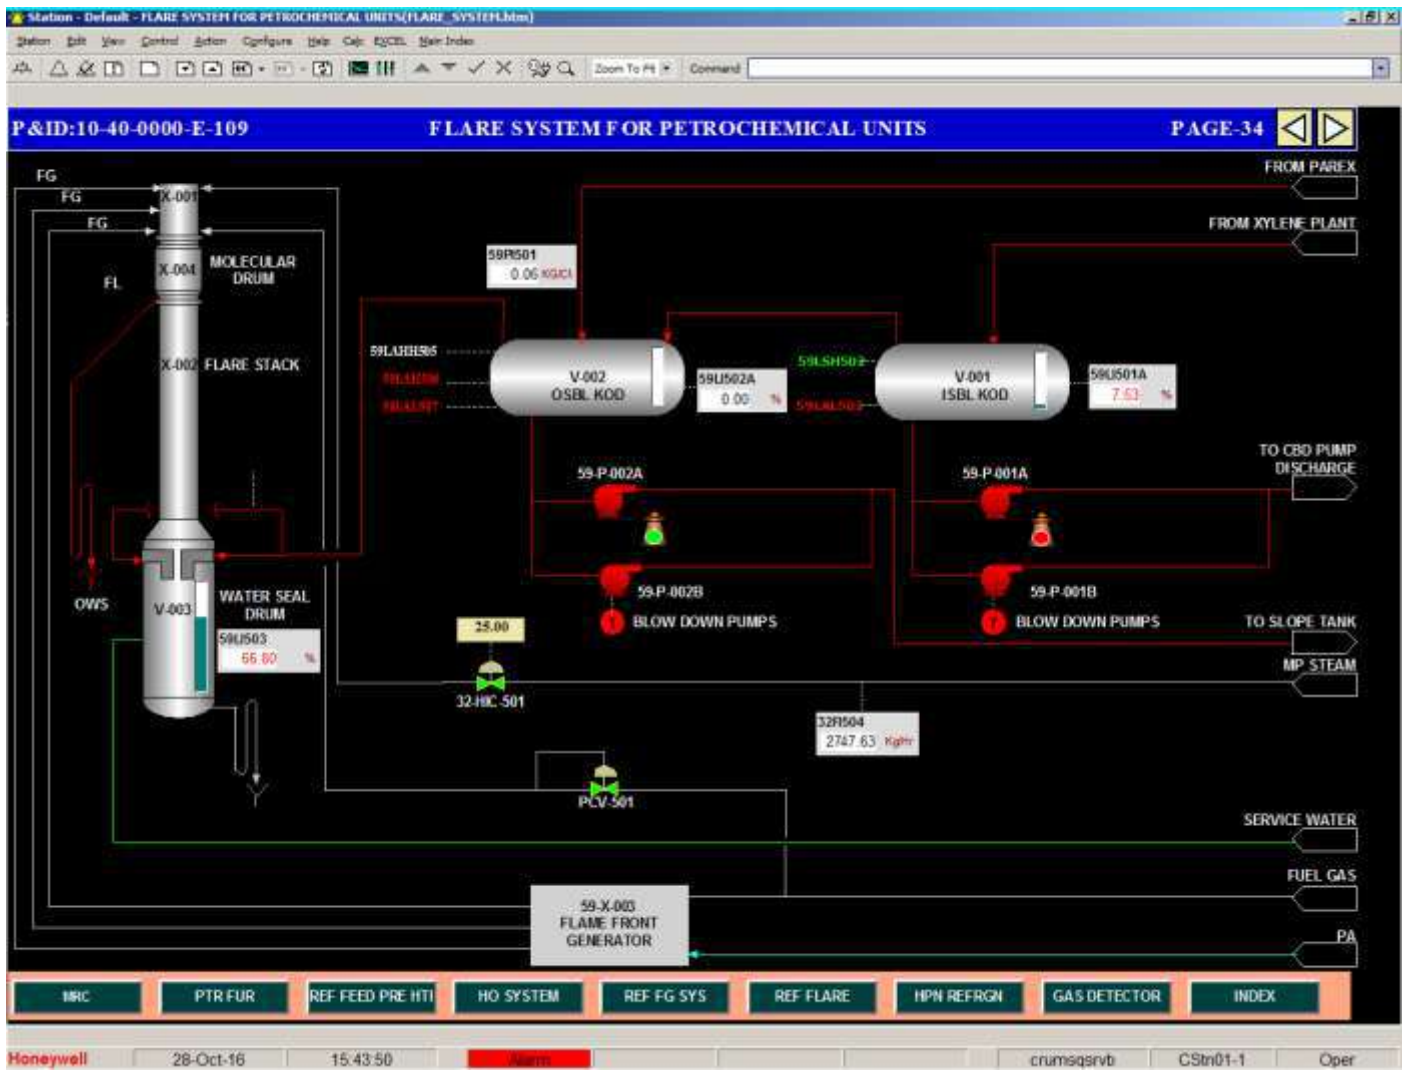 Station - Default - FLARE SYSTEM FOR PETROCHEMICAL UNITS(FLARE_SYSTEM.htm)
Station Edit View Control Action Configure Help Calc EXCEL Main Index
Zoom To Fit Command
P&ID:10-40-0000-E-109 FLARE SYSTEM FOR PETROCHEMICAL UNITS PAGE-34
FROM PAREX
FG
FG
X-001
FG
FROM XYLENE PLANT
59PI501
0.06
MOLECULAR
DRUM
X-004
FL
59LAHH505
X-002 FLARE STACK
V-002
OSBL KOD
59LI502A
0.00 %
V-001
ISBL KOD
59LI501A
7.53 %
TO CBD PUMP
DISCHARGE
59-P-002A
59-P-001A
59-P-002B
59-P-001B
OWS
V-003
WATER SEAL
DRUM
59LI503
66.60 %
BLOW DOWN PUMPS
BLOW DOWN PUMPS
TO SLOPE TANK
25.00
MP STEAM
32-HIC-501
32FI504
2747.63 Kg/Hr
PCV-501
SERVICE WATER
FUEL GAS
59-X-003
FLAME FRONT
GENERATOR
PA
MRC PTR FUR REF FEED PRE HTI HO SYSTEM REF FG SYS REF FLARE HPN REFRGN GAS DETECTOR INDEX
Honeywell 28-Oct-16 15:43:50 Alarm crumsqsrvb CStn01-1 Oper